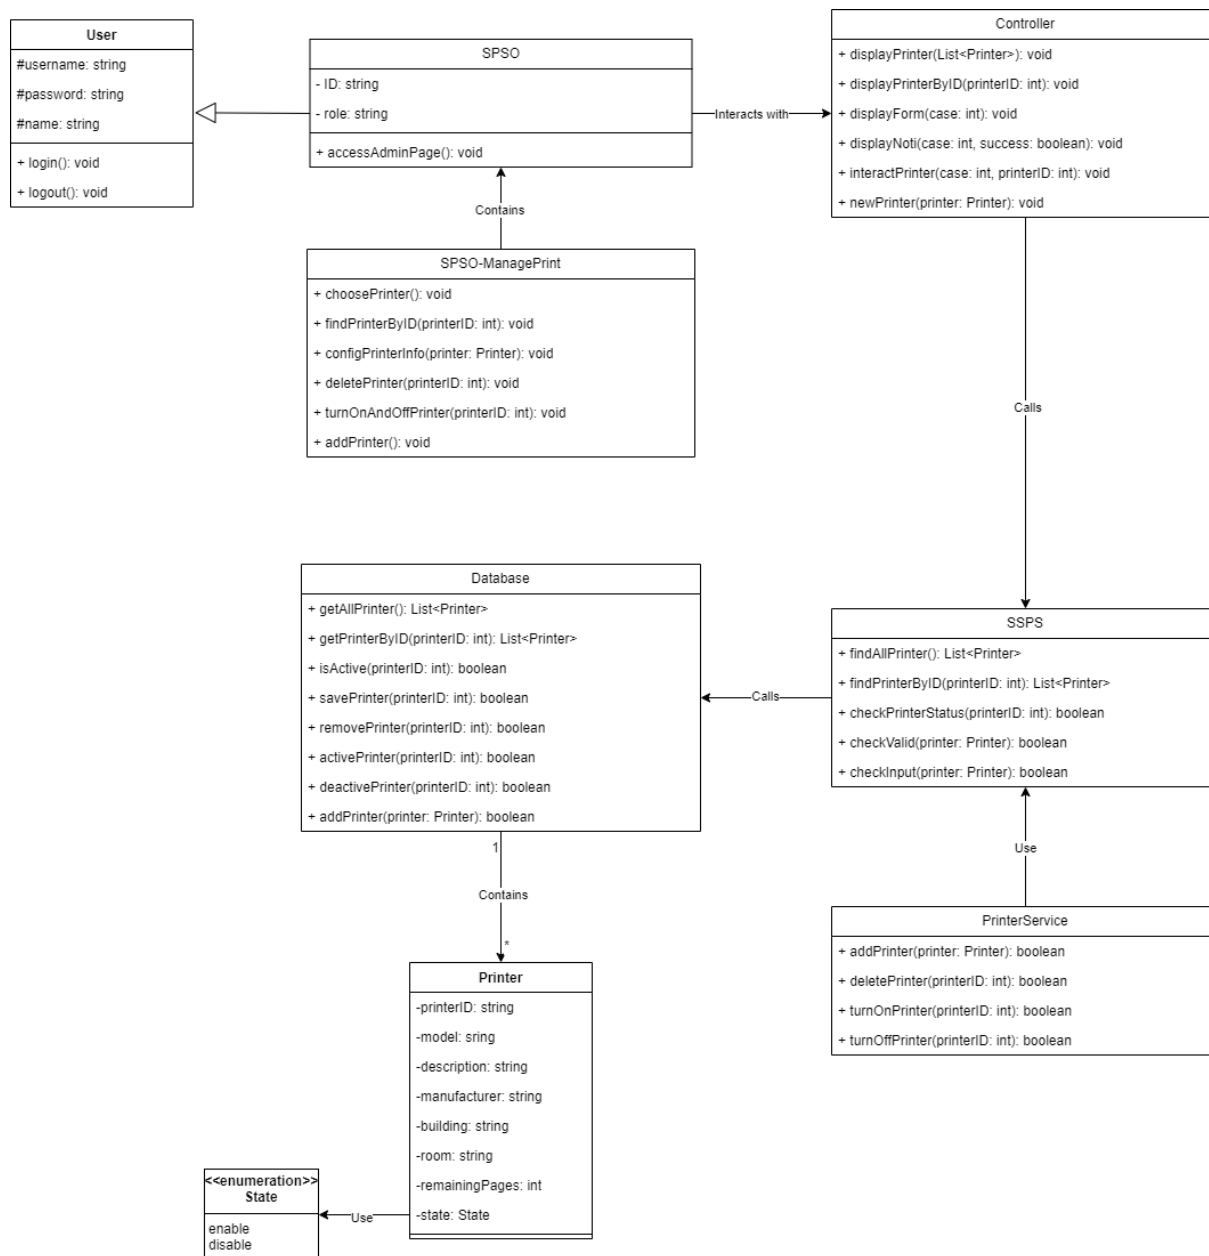 User
#username: string
#password: string
#name: string
+ login(): void
+ logout(): void
SPSO
- ID: string
- role: string
+ accessAdminPage(): void
Interacts with
Controller
+ displayPrinter(List<Printer>): void
+ displayPrinterByID(printerID: int): void
+ displayForm(case: int): void
+ displayNoti(case: int, success: boolean): void
+ interactPrinter(case: int, printerID: int): void
+ newPrinter(printer: Printer): void
Contains
SPSO-ManagePrint
+ choosePrinter(): void
+ findPrinterByID(printerID: int): void
+ configPrinterInfo(printer: Printer): void
+ deletePrinter(printerID: int): void
+ turnOnAndOffPrinter(printerID: int): void
+ addPrinter(): void
Calls
Database
+ getAllPrinter(): List<Printer>
+ getPrinterByID(printerID: int): List<Printer>
+ isActive(printerID: int): boolean
+ savePrinter(printerID: int): boolean
+ removePrinter(printerID: int): boolean
+ activePrinter(printerID: int): boolean
+ deactivePrinter(printerID: int): boolean
+ addPrinter(printer: Printer): boolean
Calls
SSPS
+ findAllPrinter(): List<Printer>
+ findPrinterByID(printerID: int): List<Printer>
+ checkPrinterStatus(printerID: int): boolean
+ checkValid(printer: Printer): boolean
+ checkInput(printer: Printer): boolean
Use
PrinterService
+ addPrinter(printer: Printer): boolean
+ deletePrinter(printerID: int): boolean
+ turnOnPrinter(printerID: int): boolean
+ turnOffPrinter(printerID: int): boolean
1
Contains
*
Printer
-printerID: string
-model: sring
-description: string
-manufacturer: string
-building: string
-room: string
-remainingPages: int
-state: State
Use
<<enumeration>>
State
enable
disable